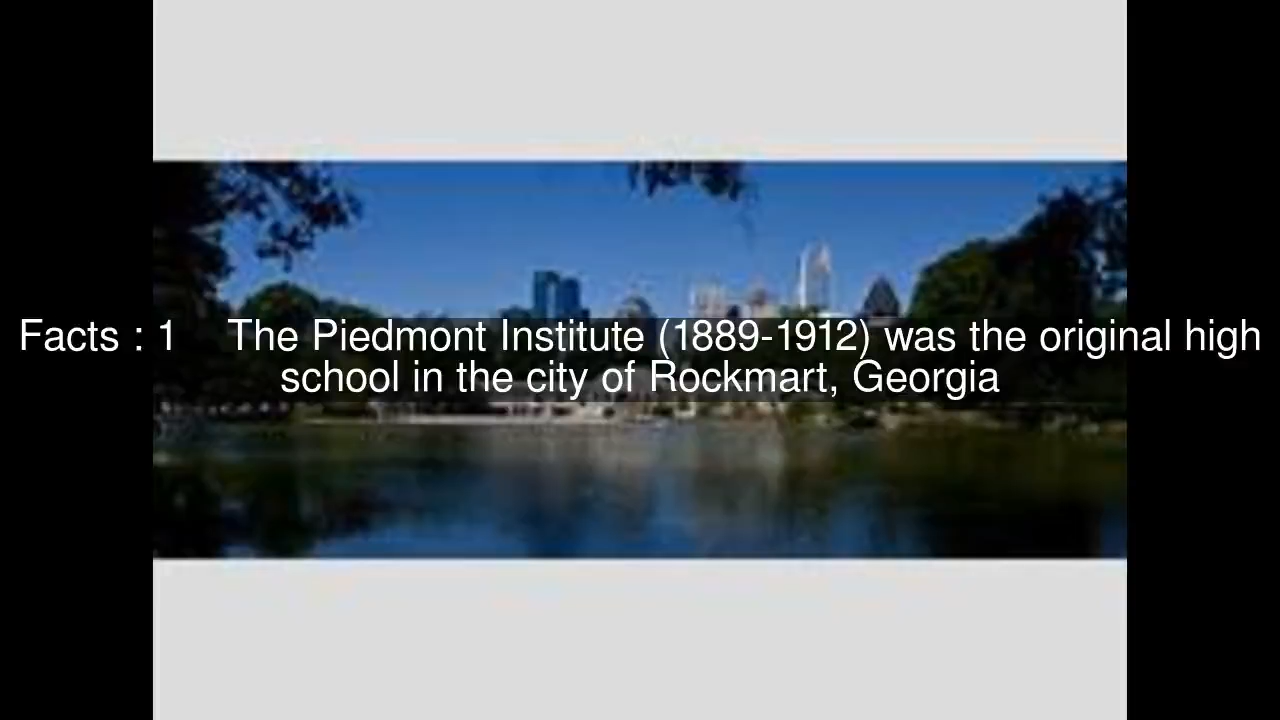 Facts : 1 The Piedmont Institute (1889-1912) was the original high
school in the city of Rockmart, Georgia